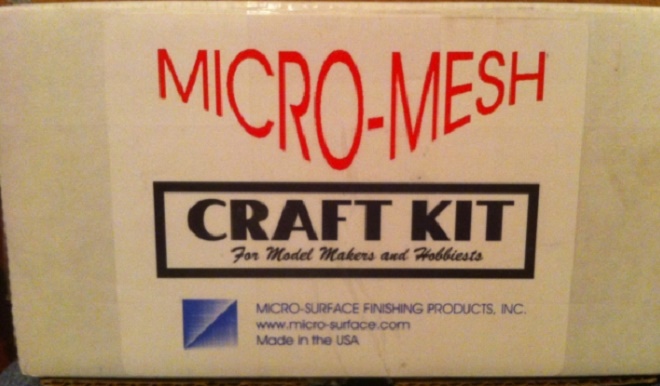 MICRO-MESH
CRAFT KIT
For Model Makers and Hobbiests
MICRO-SURFACE FINISHING PRODUCTS, INC.
www.micro-surface.com
Made in the USA